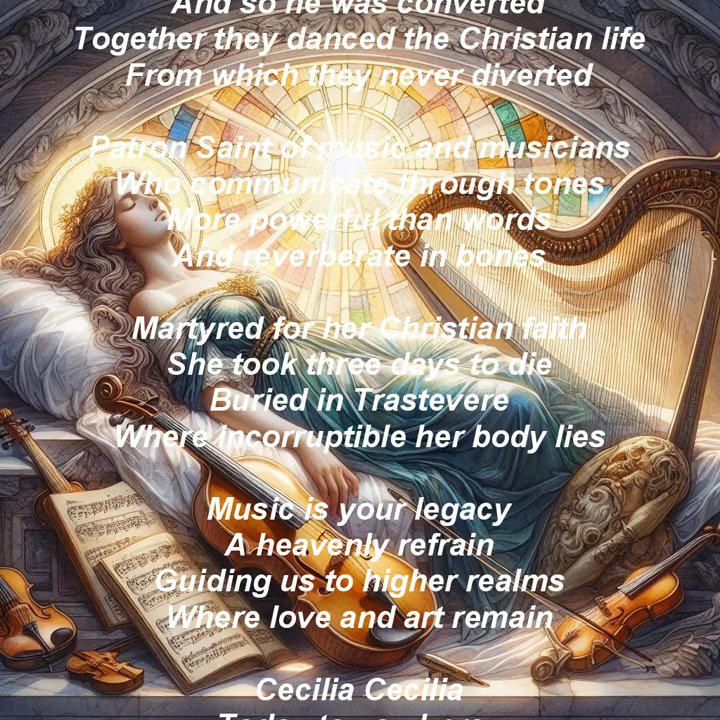 And so he was converted
Together they danced the Christian life
From which they never diverted
Patron Saint of music and musicians
Who communicate through tones
More powerful than words
And reverberate in bones
Martyred for her Christian faith
She took three days to die
Buried in Trastevere
Where incorruptible her body lies
Music is your legacy
A heavenly refrain
Guiding us to higher realms
Where love and art remain
Cecilia Cecilia